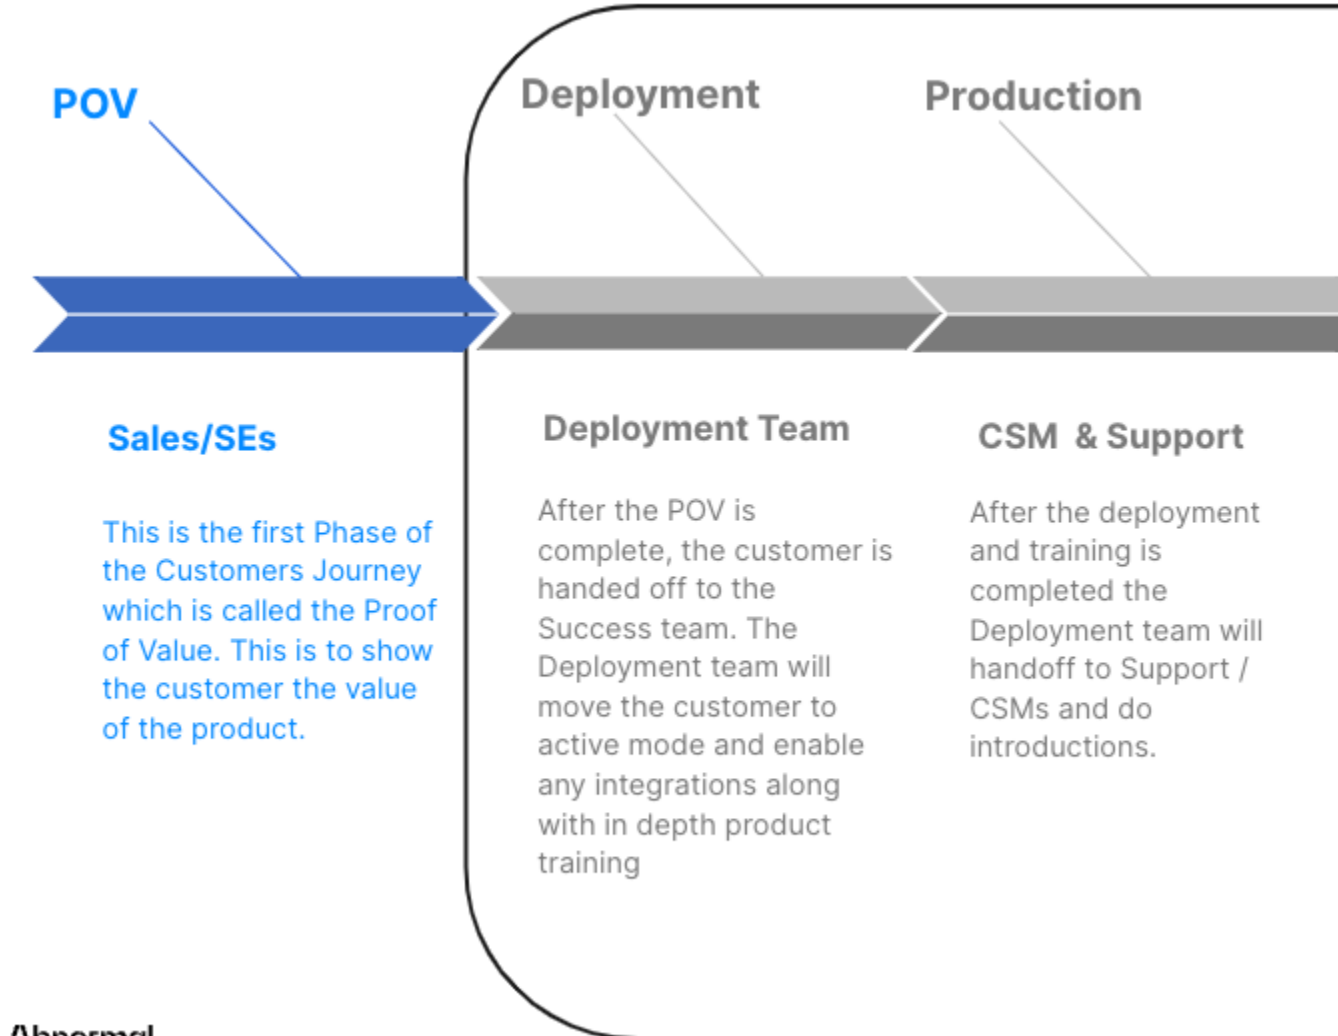 POV
Deployment
Production
Sales/SEs
This is the first Phase of
the Customers Journey
which is called the Proof
of Value. This is to show
the customer the value
of the product.
Deployment Team
After the POV is
complete, the customer is
handed off to the
Success team. The
Deployment team will
move the customer to
active mode and enable
any integrations along
with in depth product
training
CSM  & Support
After the deployment
and training is
completed the
Deployment team will
handoff to Support /
CSMs and do
introductions.
Abnormal